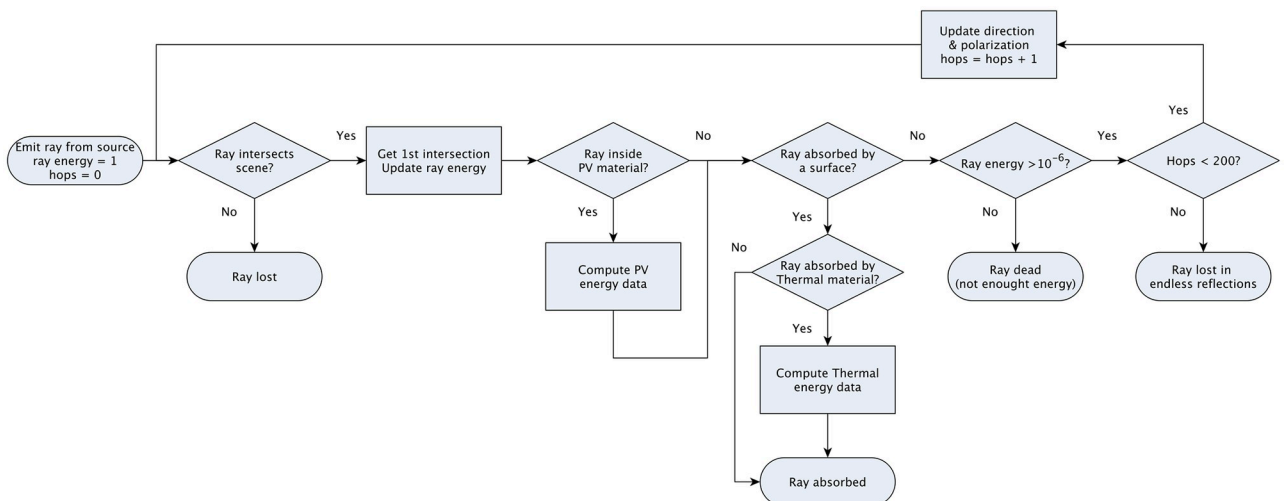 Update direction
& polarization
hops = hops + 1
Emit ray from source
ray energy = 1
hops = 0
Ray intersects
scene?
Yes
No
Ray lost
Get 1st intersection
Update ray energy
Ray inside
PV material?
No
Yes
Compute PV
energy data
Ray absorbed by
a surface?
No
Yes
Ray absorbed by
Thermal material?
No
Yes
Compute Thermal
energy data
Ray absorbed
Ray energy >10⁻⁶?
Yes
No
Ray dead
(not enought energy)
Hops < 200?
Yes
No
Ray lost in
endless reflections